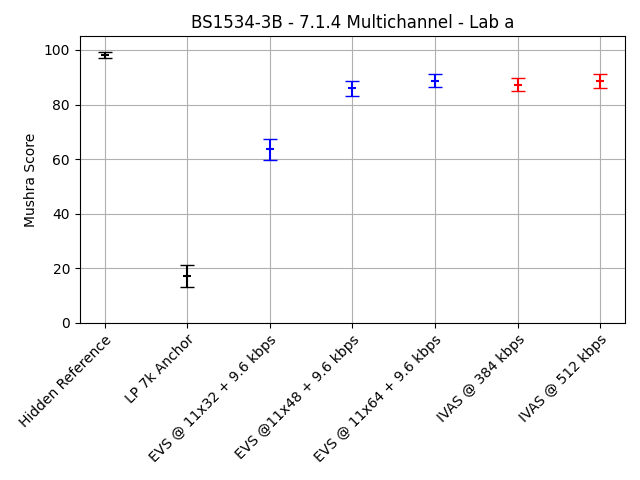 BS1534-3B - 7.1.4 Multichannel - Lab a
Mushra Score
100
80
60
40
20
0
Hidden Reference
LP 7k Anchor
EVS @ 11x32 + 9.6 kbps
EVS @11x48 + 9.6 kbps
EVS @ 11x64 + 9.6 kbps
IVAS @ 384 kbps
IVAS @ 512 kbps